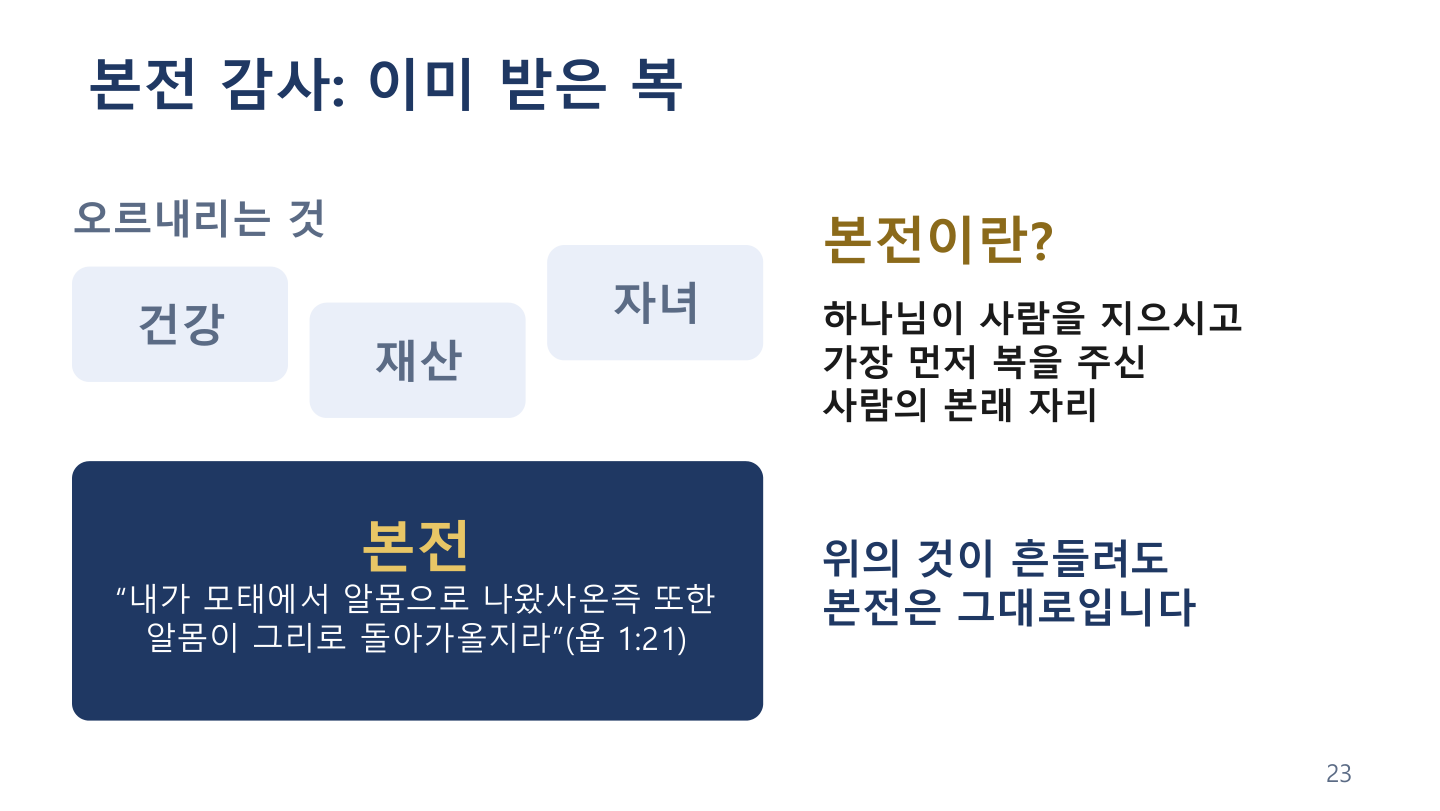 본전 감사: 이미 받은 복
오르내리는 것
건강
재산
자녀
본전
“내가 모태에서 알몸으로 나왔사온즉 또한
알몸이 그리로 돌아가올지라”(욥 1:21)
본전이란?
하나님이 사람을 지으시고
가장 먼저 복을 주신
사람의 본래 자리
위의 것이 흔들려도
본전은 그대로입니다
23